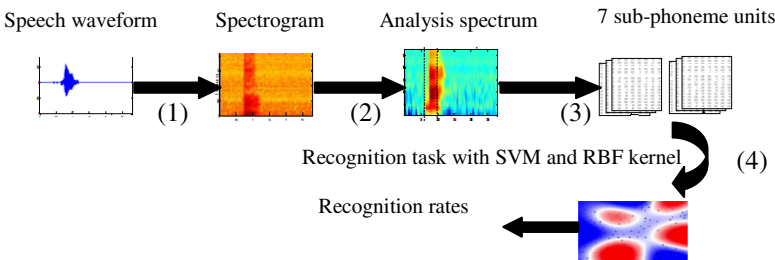 Speech waveform Spectrogram Analysis spectrum 7 sub-phoneme units
(1) (2) (3)
Recognition task with SVM and RBF kernel (4)
Recognition rates